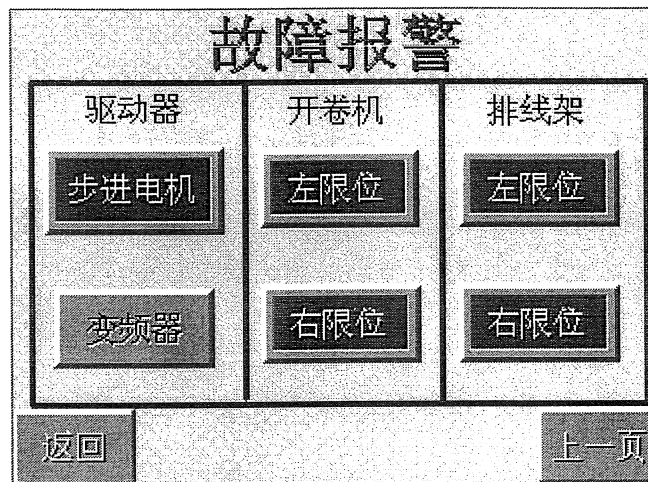 故障报警
驱动器 开卷机 排线架
步进电机 左限位 左限位
变频器 右限位 右限位
返回 上一页